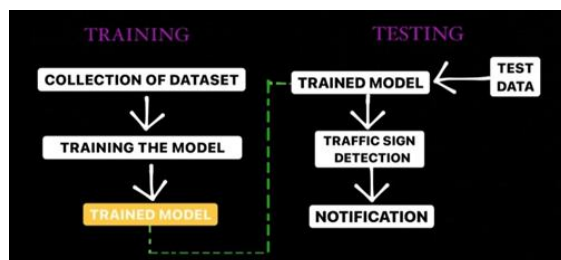 TRAINING
COLLECTION OF DATASET
TRAINING THE MODEL
TRAINED MODEL
TESTING
TRAINED MODEL
TEST
DATA
TRAFFIC SIGN
DETECTION
NOTIFICATION